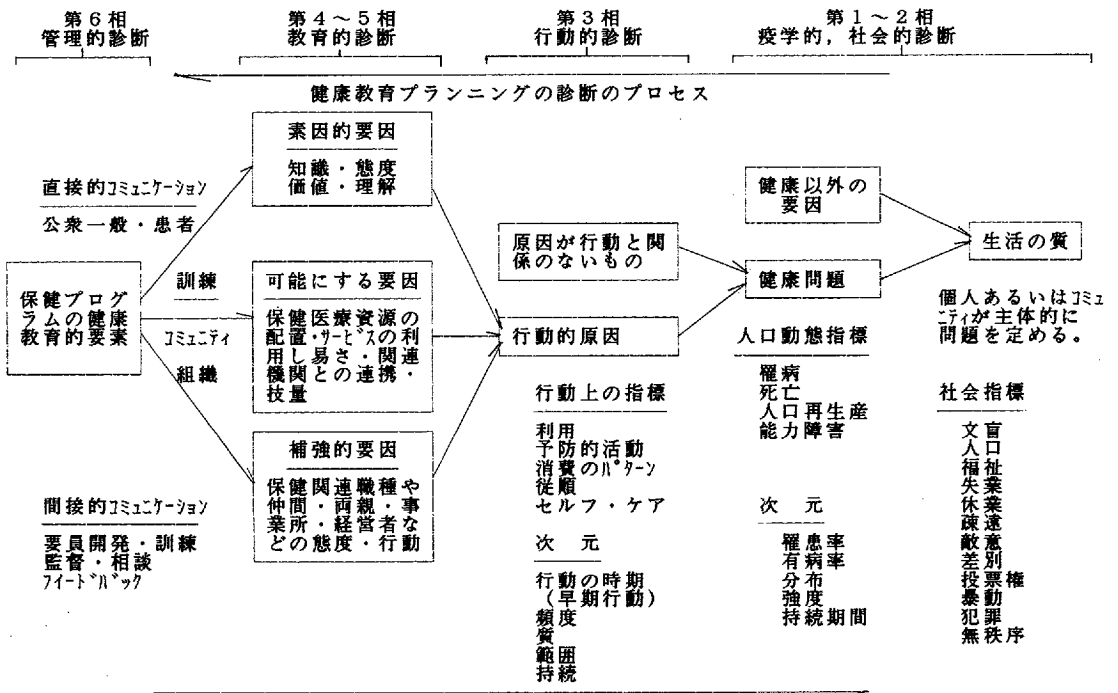 第６相
管理的診断
第４～５相
教育的診断
第３相
行動的診断
第１～２相
疫学的，社会的診断
健康教育プランニングの診断のプロセス
直接的ｺﾐｭﾆｹｰｼｮﾝ
公衆一般・患者
保健プログ
ラムの健康
教育的要素
間接的ｺﾐｭﾆｹｰｼｮﾝ
要員開発・訓練
監督・相談
ﾌｲｰﾄﾞﾊﾞｯｸ
訓練
ｺﾐｭﾆﾃｨ
組織
素因的要因
知識・態度
価値・理解
可能にする要因
保健医療資源の
配置・ｻｰﾋﾞｽの利
用し易さ・関連
機関との連携・
技量
補強的要因
保健関連職種や
仲間・両親・事
業所・経営者な
どの態度・行動
原因が行動と関
係のないもの
行動的原因
行動上の指標
利用
予防的活動
消費のﾊﾟﾀｰﾝ
従順
セルフ・ケア
次　元
行動の時期
（早期行動）
頻度
質
範囲
持続
健康以外の
要因
健康問題
人口動態指標
罹病
死亡
人口再生産
能力障害
次　元
罹患率
有病率
分布
強度
持続期間
生活の質
個人あるいはｺﾐｭ
ﾆﾃｨが主体的に
問題を定める。
社会指標
文盲
人口
福祉
失業
休業
疎遠
敵意
差別
投票権
暴動
犯罪
無秩序